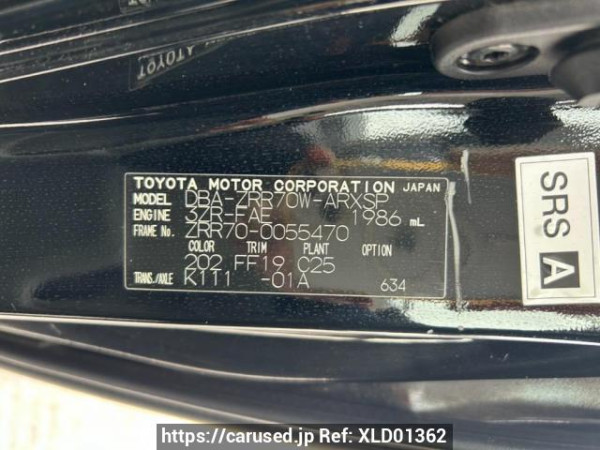 TOYOTA MOTOR CORPORATION JAPAN
MODEL DBA-ZRR70W-ARXSP
ENGINE 3ZR-FAE 1986 mL
FRAME No. ZRR70-0055470
COLOR TRIM PLANT OPTION
202 FF19 C25
TRANS./AXLE K111 -01A 634
SRS A
TOYOTA
https://carused.jp Ref: XLD01362